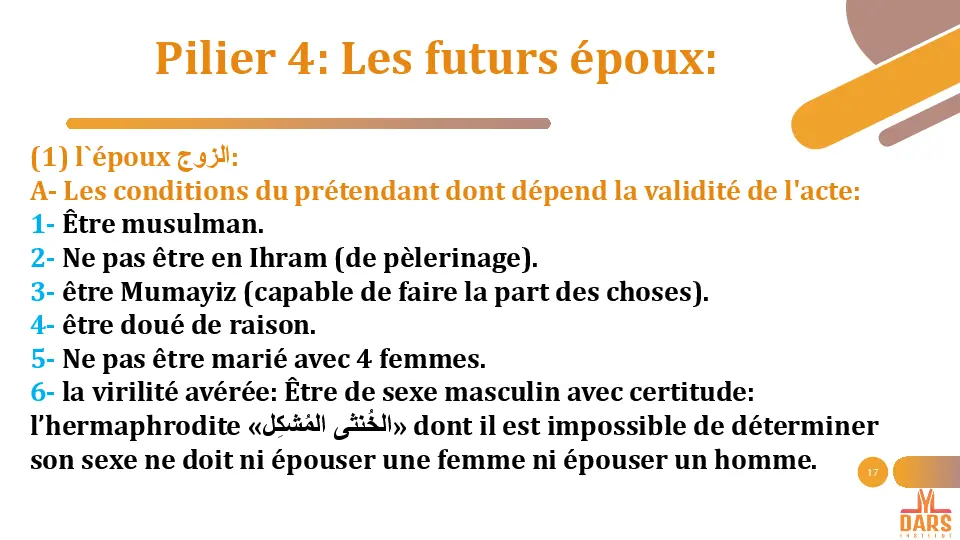 Pilier 4: Les futurs époux:
(1) l`époux الزوج:
A- Les conditions du prétendant dont dépend la validité de l'acte:
1- Être musulman.
2- Ne pas être en Ihram (de pèlerinage).
3- être Mumayiz (capable de faire la part des choses).
4- être doué de raison.
5- Ne pas être marié avec 4 femmes.
6- la virilité avérée: Être de sexe masculin avec certitude:
l’hermaphrodite «الخُنثى المُشكِل» dont il est impossible de déterminer
son sexe ne doit ni épouser une femme ni épouser un homme.
17
DARS
INSTITUT